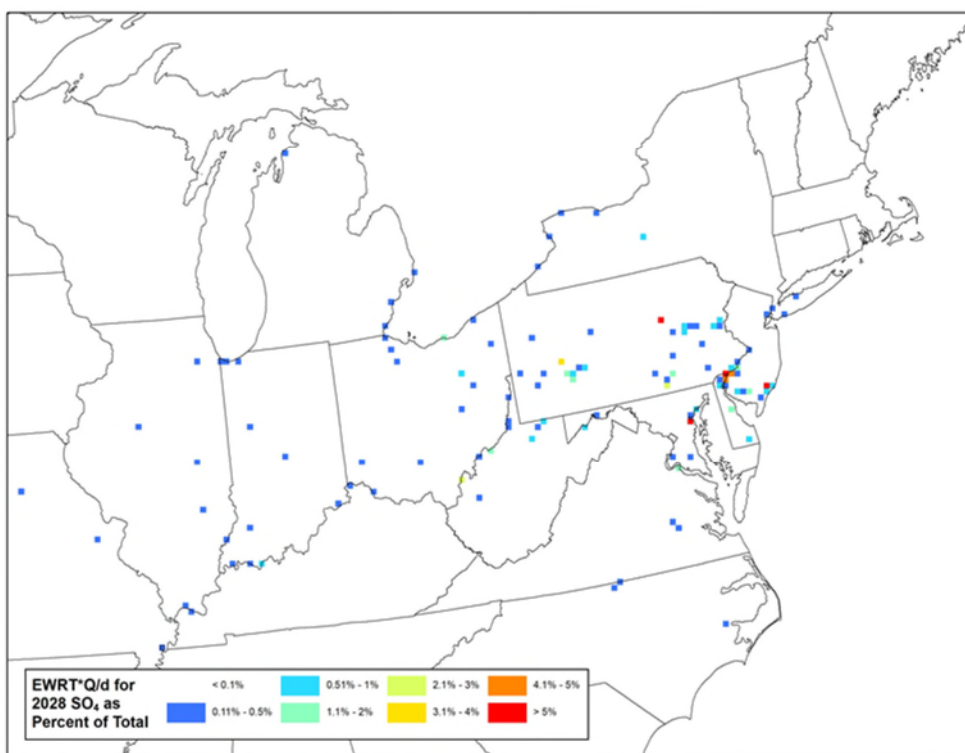 EWRT*Q/d for
2028 SO₄ as
Percent of Total
< 0.1%
0.11% - 0.5%
0.51% - 1%
1.1% - 2%
2.1% - 3%
3.1% - 4%
4.1% - 5%
> 5%